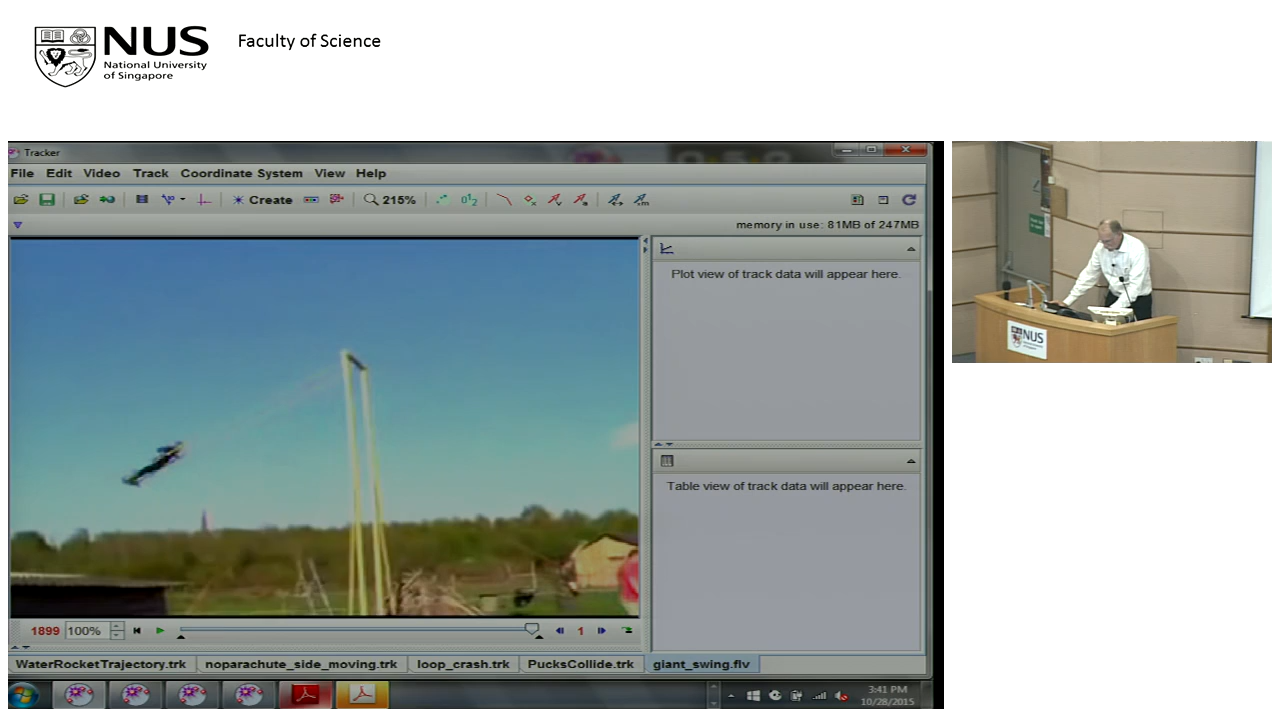 NUS
National University
of Singapore
Faculty of Science
Tracker
File Edit Video Track Coordinate System View Help
Create 215%
memory in use: 81MB of 247MB
Plot view of track data will appear here.
Table view of track data will appear here.
1899 100% 1
WaterRocketTrajectory.trk noparachute_side_moving.trk loop_crash.trk PucksCollide.trk giant_swing.flv
3:41 PM
10/28/2015
NUS